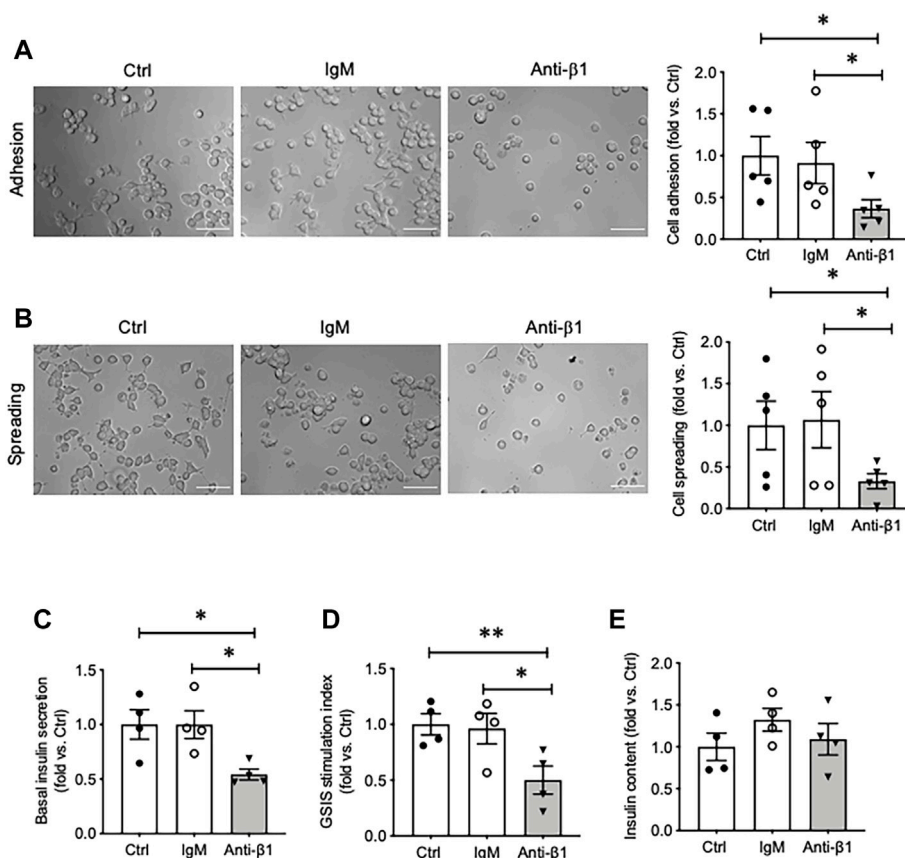 A
Ctrl
IgM
Anti-β1
Adhesion
Cell adhesion (fold vs. Ctrl)
2.0
1.5
1.0
0.5
0.0
*
*
Ctrl
IgM
Anti-β1
B
Ctrl
IgM
Anti-β1
Spreading
Cell spreading (fold vs. Ctrl)
2.0
1.5
1.0
0.5
0.0
*
*
Ctrl
IgM
Anti-β1
C
Basal insulin secretion
(fold vs. Ctrl)
1.5
1.0
0.5
0.0
*
*
Ctrl
IgM
Anti-β1
D
GSIS stimulation index
(fold vs. Ctrl)
1.5
1.0
0.5
0.0
**
*
Ctrl
IgM
Anti-β1
E
Insulin content (fold vs. Ctrl)
2.0
1.5
1.0
0.5
0.0
Ctrl
IgM
Anti-β1